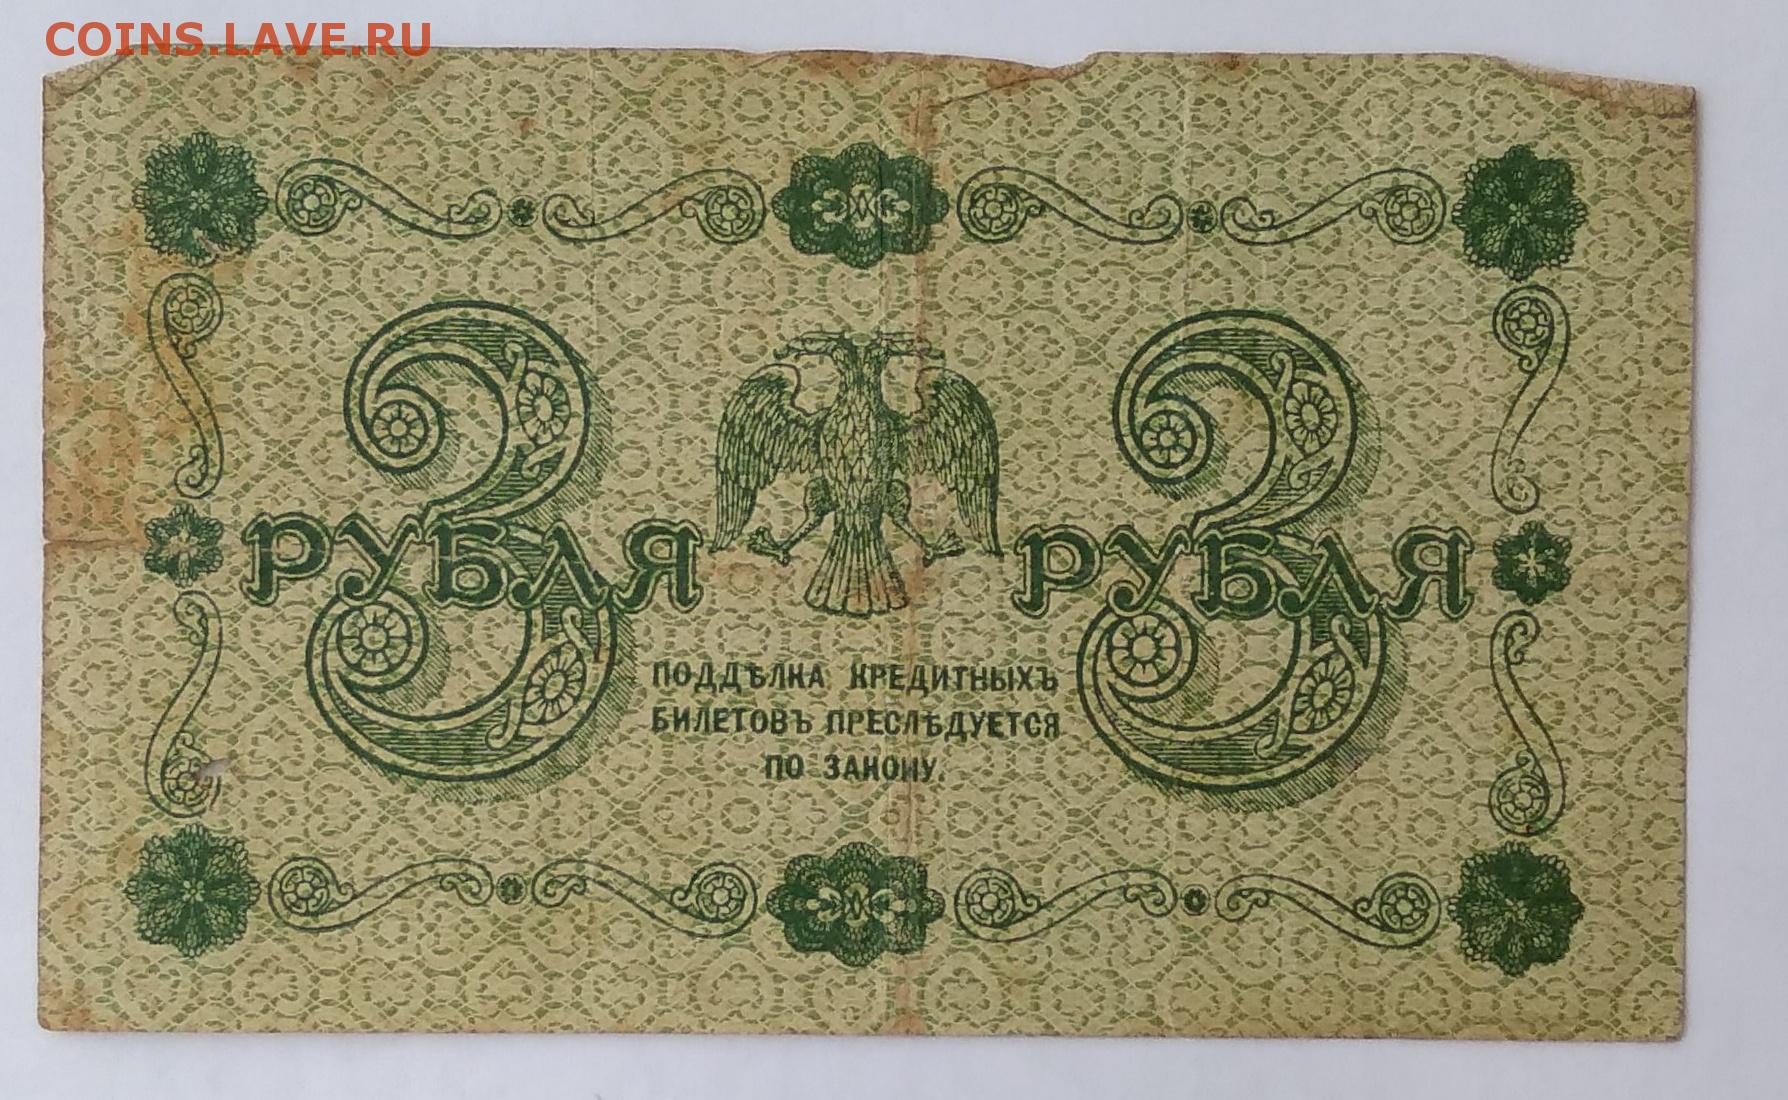 COINS.LAVE.RU
3 3
РУБЛЯ РУБЛЯ
ПОДДѢЛКА КРЕДИТНЫХЪ
БИЛЕТОВЪ ПРЕСЛѢДУЕТСЯ
ПО ЗАКОНУ.